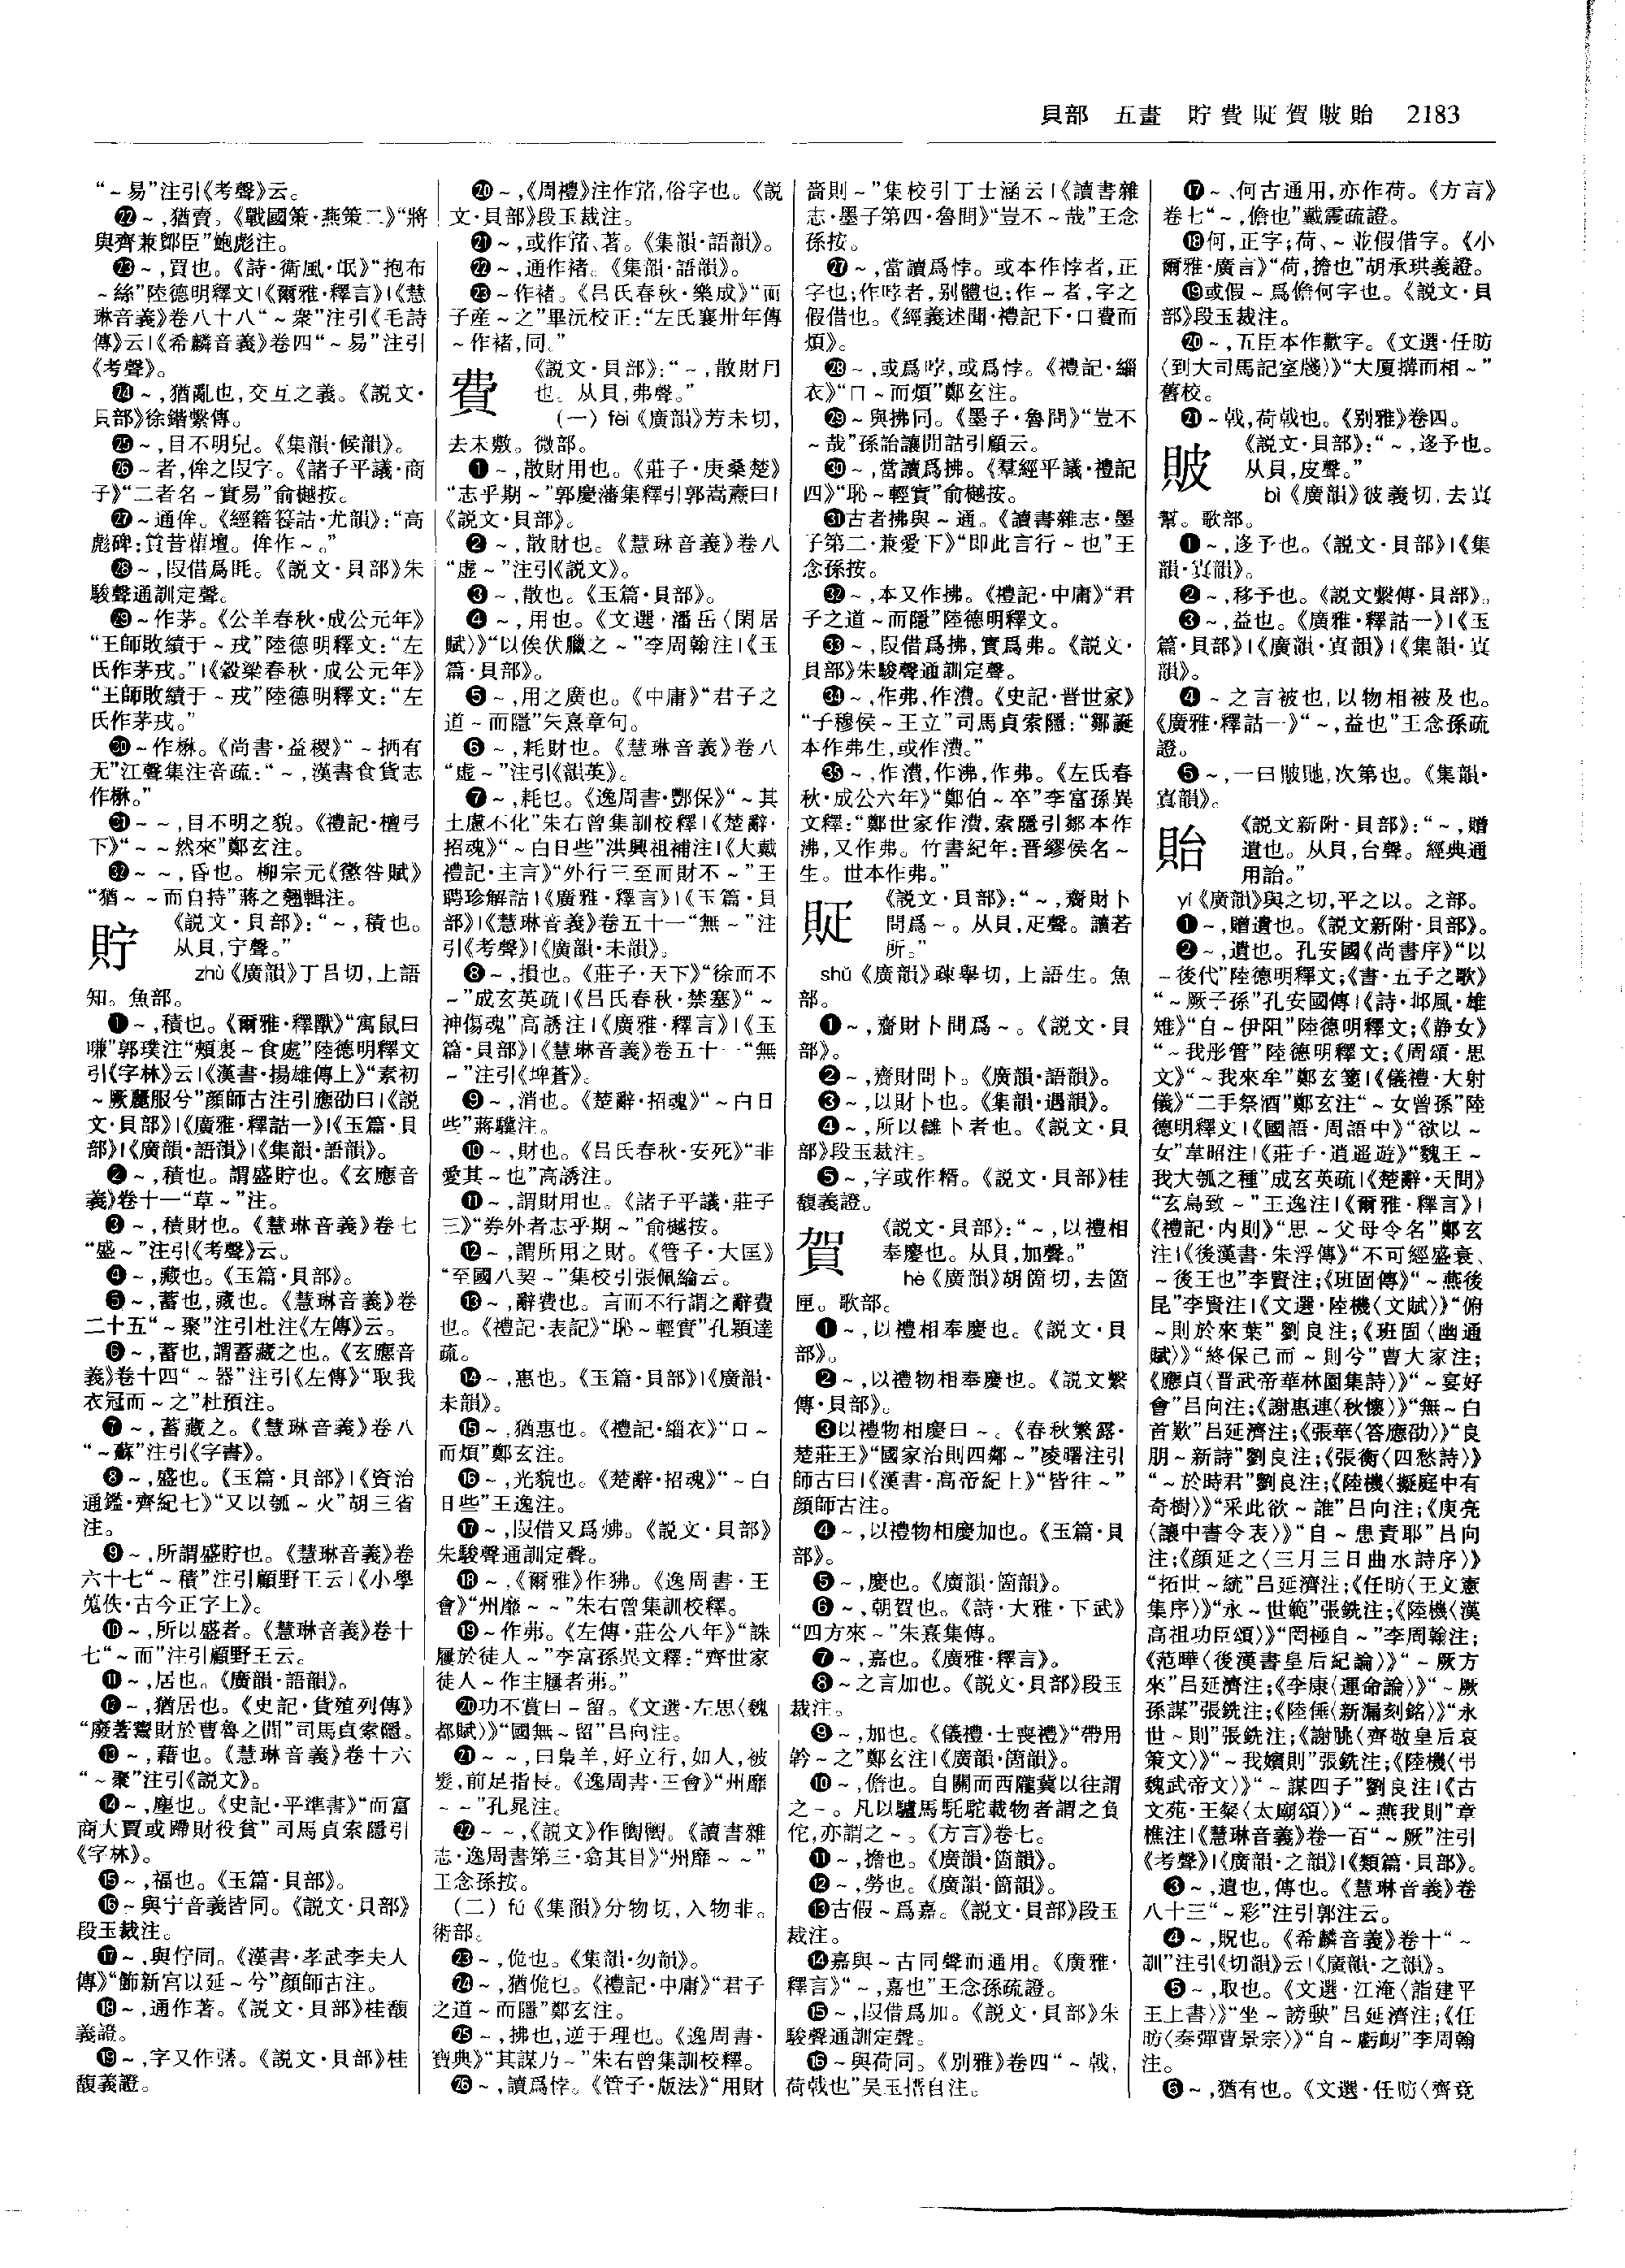 貝部 五畫 貯費貶賀貱貽 2183
“～易”注引《考聲》云。
㉒～,猶賣。《戰國策·燕策二》“將
與齊兼鄮臣”鮑彪注。
㉓～,買也。《詩·衛風·氓》“抱布
～絲”陸德明釋文|《爾雅·釋言》|《慧
琳音義》卷八十八“～衆”注引《毛詩
傳》云|《希麟音義》卷四“～易”注引
《考聲》。
㉔～,猶亂也,交互之義。《説文·
貝部》徐鍇繫傳。
㉕～,目不明皃。《集韻·候韻》。
㉖～者,侔之叚字。《諸子平議·商
子》“二者名～實易”俞樾按。
㉗～通侔。《經籍籑詁·尤韻》:“高
彪碑:貿昔藿壇。侔作～。”
㉘～,叚借爲眊。《説文·貝部》朱
駿聲通訓定聲。
㉙～作茅。《公羊春秋·成公元年》
“王師敗績于～戎”陸德明釋文:“左
氏作茅戎。”|《穀梁春秋·成公元年》
“王師敗績于～戎”陸德明釋文:“左
氏作茅戎。”
㉚～作楙。《尚書·益稷》“～㮤有
无”江聲集注音疏:“～,漢書食貨志
作楙。”
㉛～～,目不明之貌。《禮記·檀弓
下》“～～然來”鄭玄注。
㉜～～,昏也。柳宗元《懲咎賦》
“猶～～而自持”蔣之翹輯注。
貯
《説文·貝部》:“～,積也。
从貝,宁聲。”
zhù《廣韻》丁吕切,上語
知。魚部。
❶～,積也。《爾雅·釋獸》“寓鼠曰
嗛”郭璞注“頰裏～食處”陸德明釋文
引《字林》云|《漢書·揚雄傳上》“素初
～厥麗服兮”顔師古注引應劭曰|《説
文·貝部》|《廣雅·釋詁一》|《玉篇·貝
部》|《廣韻·語韻》|《集韻·語韻》。
❷～,積也。謂盛貯也。《玄應音
義》卷十一“草～”注。
❸～,積財也。《慧琳音義》卷七
“盛～”注引《考聲》云。
❹～,藏也。《玉篇·貝部》。
❺～,蓄也,藏也。《慧琳音義》卷
二十五“～聚”注引杜注《左傳》云。
❻～,蓄也,謂蓄藏之也。《玄應音
義》卷十四“～器”注引《左傳》“取我
衣冠而～之”杜預注。
❼～,蓄藏之。《慧琳音義》卷八
“～蘇”注引《字書》。
❽～,盛也。《玉篇·貝部》|《資治
通鑑·齊紀七》“又以瓠～火”胡三省
注。
❾～,所謂盛貯也。《慧琳音義》卷
六十七“～積”注引顧野王云|《小學
蒐佚·古今正字上》。
❿～,所以盛者。《慧琳音義》卷十
七“～而”注引顧野王云。
⓫～,居也。《廣韻·語韻》。
⓬～,猶居也。《史記·貨殖列傳》
“廢著鬻財於曹魯之間”司馬貞索隱。
⓭～,藉也。《慧琳音義》卷十六
“～聚”注引《説文》。
⓮～,塵也。《史記·平準書》“而富
商大賈或蹛財役貧”司馬貞索隱引
《字林》。
⓯～,福也。《玉篇·貝部》。
⓰～與宁音義皆同。《説文·貝部》
段玉裁注。
⓱～,與佇同。《漢書·孝武李夫人
傳》“飾新宮以延～兮”顔師古注。
⓲～,通作著。《説文·貝部》桂馥
義證。
⓳～,字又作䝬。《説文·貝部》桂
馥義證。
⓴～,《周禮》注作㡒,俗字也。《説
文·貝部》段玉裁注。
㉑～,或作㡒、著。《集韻·語韻》。
㉒～,通作褚。《集韻·語韻》。
㉓～作褚。《吕氏春秋·樂成》“而
子産～之”畢沅校正:“左氏襄卅年傳
～作褚,同。”
費
《説文·貝部》:“～,散財用
也。从貝,弗聲。”
(一) fèi《廣韻》芳未切,
去未敷。微部。
❶～,散財用也。《莊子·庚桑楚》
“志乎期～”郭慶藩集釋引郭嵩燾曰|
《説文·貝部》。
❷～,散財也。《慧琳音義》卷八
“虚～”注引《説文》。
❸～,散也。《玉篇·貝部》。
❹～,用也。《文選·潘岳〈閑居
賦〉》“以俟伏臘之～”李周翰注|《玉
篇·貝部》。
❺～,用之廣也。《中庸》“君子之
道～而隱”朱熹章句。
❻～,耗財也。《慧琳音義》卷八
“虚～”注引《韻英》。
❼～,耗也。《逸周書·酆保》“～其
土慮不化”朱右曾集訓校釋|《楚辭·
招魂》“～白日些”洪興祖補注|《大戴
禮記·主言》“外行三至而財不～”王
聘珍解詁|《廣雅·釋言》|《玉篇·貝
部》|《慧琳音義》卷五十一“無～”注
引《考聲》|《廣韻·未韻》。
❽～,損也。《莊子·天下》“徐而不
～”成玄英疏|《吕氏春秋·禁塞》“～
神傷魂”高誘注|《廣雅·釋言》|《玉
篇·貝部》|《慧琳音義》卷五十一“無
～”注引《埤蒼》。
❾～,消也。《楚辭·招魂》“～白日
些”蔣驥注。
❿～,財也。《吕氏春秋·安死》“非
愛其～也”高誘注。
⓫～,謂財用也。《諸子平議·莊子
三》“券外者志乎期～”俞樾按。
⓬～,謂所用之財。《管子·大匡》
“至國八契～”集校引張佩綸云。
⓭～,辭費也。言而不行謂之辭費
也。《禮記·表記》“恥～輕實”孔穎達
疏。
⓮～,惠也。《玉篇·貝部》|《廣韻·
未韻》。
⓯～,猶惠也。《禮記·緇衣》“口～
而煩”鄭玄注。
⓰～,光貌也。《楚辭·招魂》“～白
日些”王逸注。
⓱～,叚借又爲㸬。《説文·貝部》
朱駿聲通訓定聲。
⓲～,《爾雅》作狒。《逸周書·王
會》“州靡～～”朱右曾集訓校釋。
⓳～作茀。《左傳·莊公八年》“誅
屨於徒人～”李富孫異文釋:“齊世家
徒人～作主屨者茀。”
⓴功不賞曰～留。《文選·左思〈魏
都賦〉》“國無～留”吕向注。
㉑～～,曰梟羊,好立行,如人,被
髮,前足指長。《逸周書·王會》“州靡
～～”孔晁注。
㉒～～,《説文》作𥝋𥝋。《讀書雜
志·逸周書第三·翕其目》“州靡～～”
王念孫按。
(二) fú《集韻》分物切,入物非。
術部。
㉓～,佹也。《集韻·勿韻》。
㉔～,猶佹也。《禮記·中庸》“君子
之道～而隱”鄭玄注。
㉕～,拂也,逆于理也。《逸周書·
寶典》“其謀乃～”朱右曾集訓校釋。
㉖～,讀爲悖。《管子·版法》“用財
嗇則～”集校引丁士涵云|《讀書雜
志·墨子第四·魯問》“豈不～哉”王念
孫按。
㉗～,當讀爲悖。或本作悖者,正
字也;作哱者,别體也;作～者,字之
假借也。《經義述聞·禮記下·口費而
煩》。
㉘～,或爲哱,或爲悖。《禮記·緇
衣》“口～而煩”鄭玄注。
㉙～與拂同。《墨子·魯問》“豈不
～哉”孫詒讓閒詁引顧云。
㉚～,當讀爲拂。《羣經平議·禮記
四》“恥～輕實”俞樾按。
㉛古者拂與～通。《讀書雜志·墨
子第二·兼愛下》“即此言行～也”王
念孫按。
㉜～,本又作拂。《禮記·中庸》“君
子之道～而隱”陸德明釋文。
㉝～,叚借爲拂,實爲弗。《説文·
貝部》朱駿聲通訓定聲。
㉞～,作弗,作濆。《史記·晉世家》
“子穆侯～王立”司馬貞索隱:“鄒誕
本作弗生,或作濆。”
㉟～,作濆,作沸,作弗。《左氏春
秋·成公六年》“鄭伯～卒”李富孫異
文釋:“鄭世家作濆,索隱引鄒本作
沸,又作弗。竹書紀年:晋繆侯名～
生。世本作弗。”
𧵍
《説文·貝部》:“～,齎財卜
問爲～。从貝,疋聲。讀若
所。”
shǔ《廣韻》疎舉切,上語生。魚
部。
❶～,齎財卜問爲～。《説文·貝
部》。
❷～,齎財問卜。《廣韻·語韻》。
❸～,以財卜也。《集韻·遇韻》。
❹～,所以讎卜者也。《説文·貝
部》段玉裁注。
❺～,字或作糈。《説文·貝部》桂
馥義證。
賀
《説文·貝部》:“～,以禮相
奉慶也。从貝,加聲。”
hè《廣韻》胡箇切,去箇
匣。歌部。
❶～,以禮相奉慶也。《説文·貝
部》。
❷～,以禮物相奉慶也。《説文繫
傳·貝部》。
❸以禮物相慶曰～。《春秋繁露·
楚莊王》“國家治則四鄰～”凌曙注引
師古曰|《漢書·高帝紀上》“皆往～”
顔師古注。
❹～,以禮物相慶加也。《玉篇·貝
部》。
❺～,慶也。《廣韻·箇韻》。
❻～,朝賀也。《詩·大雅·下武》
“四方來～”朱熹集傳。
❼～,嘉也。《廣雅·釋言》。
❽～之言加也。《説文·貝部》段玉
裁注。
❾～,加也。《儀禮·士喪禮》“帶用
靲～之”鄭玄注|《廣韻·箇韻》。
❿～,儋也。自關而西隴冀以往謂
之～。凡以驢馬馲駝載物者謂之負
佗,亦謂之～。《方言》卷七。
⓫～,擔也。《廣韻·箇韻》。
⓬～,勞也。《廣韻·箇韻》。
⓭古假～爲嘉。《説文·貝部》段玉
裁注。
⓮嘉與～古同聲而通用。《廣雅·
釋言》“～,嘉也”王念孫疏證。
⓯～,叚借爲加。《説文·貝部》朱
駿聲通訓定聲。
⓰～與荷同。《别雅》卷四“～戟,
荷戟也”吴玉搢自注。
⓱～、何古通用,亦作荷。《方言》
卷七“～,儋也”戴震疏證。
⓲何,正字;荷、～並假借字。《小
爾雅·廣言》“荷,擔也”胡承珙義證。
⓳或假～爲儋何字也。《説文·貝
部》段玉裁注。
⓴～,五臣本作歎字。《文選·任昉
〈到大司馬記室牋〉》“大厦搆而相～”
舊校。
㉑～戟,荷戟也。《别雅》卷四。
貱
《説文·貝部》:“～,迻予也。
从貝,皮聲。”
bì《廣韻》彼義切,去寘
幫。歌部。
❶～,迻予也。《説文·貝部》|《集
韻·寘韻》。
❷～,移予也。《説文繫傳·貝部》。
❸～,益也。《廣雅·釋詁一》|《玉
篇·貝部》|《廣韻·寘韻》|《集韻·寘
韻》。
❹～之言被也,以物相被及也。
《廣雅·釋詁一》“～,益也”王念孫疏
證。
❺～,一曰貱貤,次第也。《集韻·
寘韻》。
貽
《説文新附·貝部》:“～,贈
遺也。从貝,台聲。經典通
用詒。”
yí《廣韻》與之切,平之以。之部。
❶～,贈遺也。《説文新附·貝部》。
❷～,遺也。孔安國《尚書序》“以
～後代”陸德明釋文;《書·五子之歌》
“～厥子孫”孔安國傳|《詩·邶風·雄
雉》“自～伊阻”陸德明釋文;《静女》
“～我彤管”陸德明釋文;《周頌·思
文》“～我來牟”鄭玄箋|《儀禮·大射
儀》“二手祭酒”鄭玄注“～女曾孫”陸
德明釋文|《國語·周語中》“欲以～
女”韋昭注|《莊子·逍遥遊》“魏王～
我大瓠之種”成玄英疏|《楚辭·天問》
“玄鳥致～”王逸注|《爾雅·釋言》|
《禮記·内則》“思～父母令名”鄭玄
注|《後漢書·朱浮傳》“不可經盛衰、
～後王也”李賢注;《班固傳》“～燕後
昆”李賢注|《文選·陸機〈文賦〉》“俯
～則於來葉”劉良注;《班固〈幽通
賦〉》“終保己而～則兮”曹大家注;
《應貞〈晋武帝華林園集詩〉》“～宴好
會”吕向注;《謝惠連〈秋懷〉》“無～白
首歎”吕延濟注;《張華〈答應劭〉》“良
朋～新詩”劉良注;《張衡〈四愁詩〉》
“～於時君”劉良注;《陸機〈擬庭中有
奇樹〉》“采此欲～誰”吕向注;《庾亮
〈讓中書令表〉》“自～患責耶”吕向
注;《顔延之〈三月三日曲水詩序〉》
“拓世～統”吕延濟注;《任昉〈王文憲
集序〉》“永～世範”張銑注;《陸機〈漢
高祖功臣頌〉》“罔極自～”李周翰注;
《范曄〈後漢書皇后紀論〉》“～厥方
來”吕延濟注;《李康〈運命論〉》“～厥
孫謀”張銑注;《陸倕〈新漏刻銘〉》“永
世～則”張銑注;《謝朓〈齊敬皇后哀
策文〉》“～我嬪則”張銑注;《陸機〈弔
魏武帝文〉》“～謀四子”劉良注|《古
文苑·王粲〈太廟頌〉》“～燕我則”章
樵注|《慧琳音義》卷一百“～厥”注引
《考聲》|《廣韻·之韻》|《類篇·貝部》。
❸～,遺也,傳也。《慧琳音義》卷
八十三“～彩”注引郭注云。
❹～,貺也。《希麟音義》卷十“～
訓”注引《切韻》云|《廣韻·之韻》。
❺～,取也。《文選·江淹〈詣建平
王上書〉》“坐～謗缺”吕延濟注;《任
昉〈奏彈曹景宗〉》“自～虧衂”李周翰
注。
❻～,猶有也。《文選·任昉〈齊竟